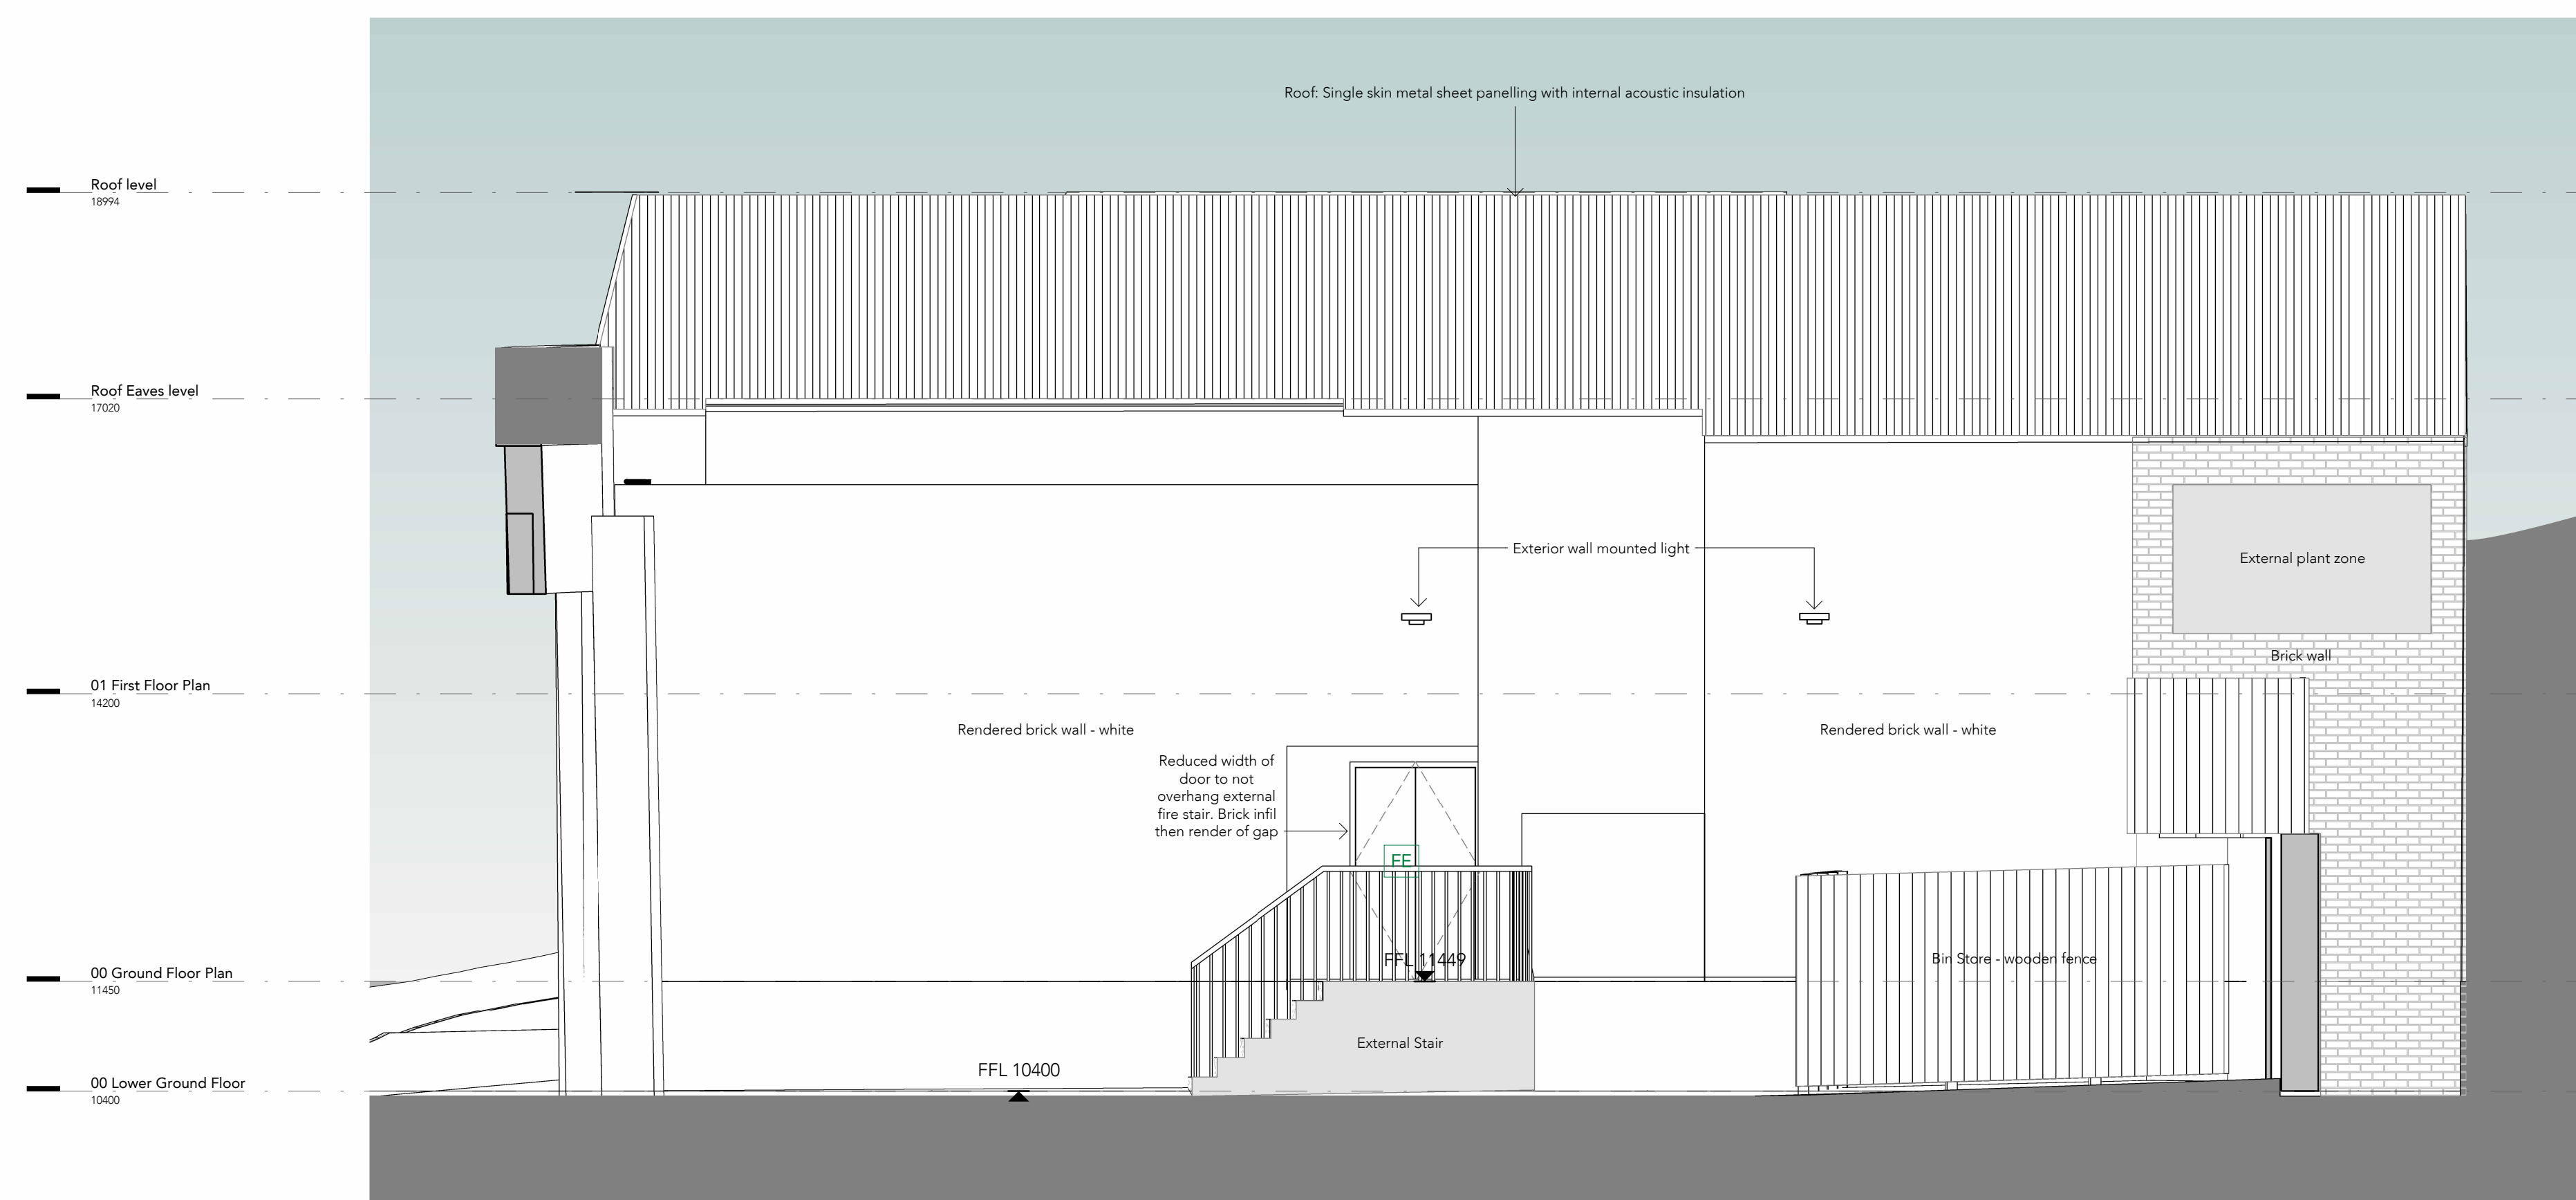 Roof: Single skin metal sheet panelling with internal acoustic insulation
Roof level
18994
Roof Eaves level
17020
Exterior wall mounted light
External plant zone
Brick wall
01 First Floor Plan
14200
Rendered brick wall - white
Rendered brick wall - white
Reduced width of
door to not
overhang external
fire stair. Brick infil
then render of gap
FE
FFL 11449
Bin Store - wooden fence
00 Ground Floor Plan
11450
External Stair
FFL 10400
00 Lower Ground Floor
10400